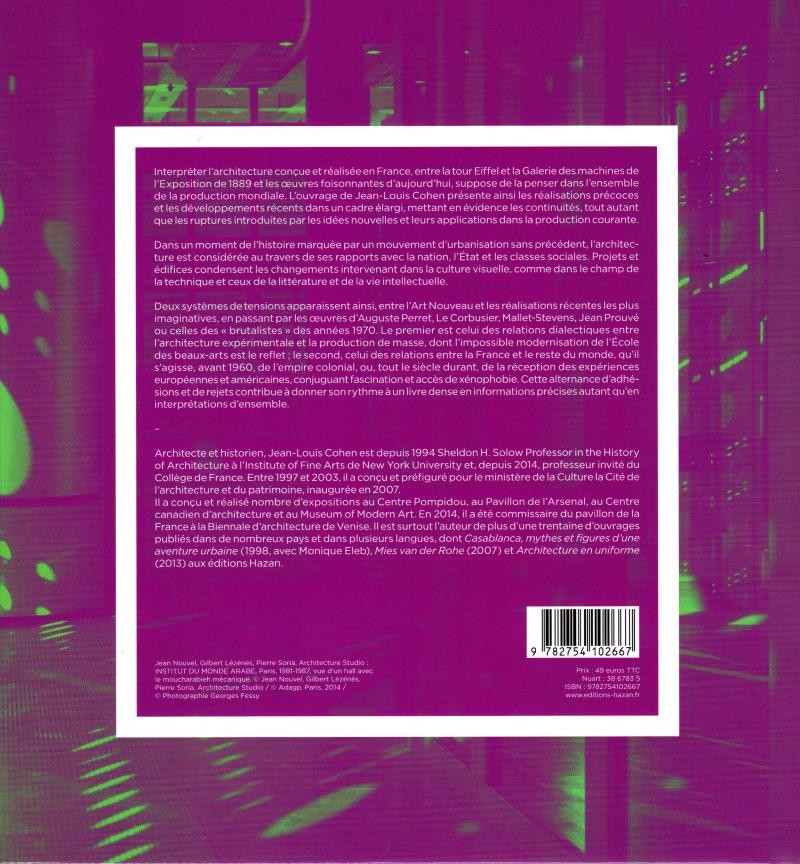 Interpréter l'architecture conçue et réalisée en France, entre la tour Eiffel et la Galerie des machines de
l'Exposition de 1889 et les œuvres foisonnantes d'aujourd'hui, suppose de la penser dans l'ensemble
de la production mondiale. L'ouvrage de Jean-Louis Cohen présente ainsi les réalisations précoces
et les développements récents dans un cadre élargi, mettant en évidence les continuités, tout autant
que les ruptures introduites par les idées nouvelles et leurs applications dans la production courante.
Dans un moment de l'histoire marquée par un mouvement d'urbanisation sans précédent, l'architec-
ture est considérée au travers de ses rapports avec la nation, l'État et les classes sociales. Projets et
édifices condensent les changements intervenant dans la culture visuelle, comme dans le champ de
la technique et ceux de la littérature et de la vie intellectuelle.
Deux systèmes de tensions apparaissent ainsi, entre l'Art Nouveau et les réalisations récentes les plus
imaginatives, en passant par les œuvres d'Auguste Perret, Le Corbusier, Mallet-Stevens, Jean Prouvé
ou celles des « brutalistes » des années 1970. Le premier est celui des relations dialectiques entre
l'architecture expérimentale et la production de masse, dont l'impossible modernisation de l'École
des beaux-arts est le reflet ; le second, celui des relations entre la France et le reste du monde, qu'il
s'agisse, avant 1960, de l'empire colonial, ou, tout le siècle durant, de la réception des expériences
européennes et américaines, conjuguant fascination et accès de xénophobie. Cette alternance d'adhé-
sions et de rejets contribue à donner son rythme à un livre dense en informations précises autant qu'en
interprétations d'ensemble.
–
Architecte et historien, Jean-Louis Cohen est depuis 1994 Sheldon H. Solow Professor in the History
of Architecture à l'Institute of Fine Arts de New York University et, depuis 2014, professeur invité du
Collège de France. Entre 1997 et 2003, il a conçu et préfiguré pour le ministère de la Culture la Cité de
l'architecture et du patrimoine, inaugurée en 2007.
Il a conçu et réalisé nombre d'expositions au Centre Pompidou, au Pavillon de l'Arsenal, au Centre
canadien d'architecture et au Museum of Modern Art. En 2014, il a été commissaire du pavillon de la
France à la Biennale d'architecture de Venise. Il est surtout l'auteur de plus d'une trentaine d'ouvrages
publiés dans de nombreux pays et dans plusieurs langues, dont Casablanca, mythes et figures d'une
aventure urbaine (1998, avec Monique Eleb), Mies van der Rohe (2007) et Architecture en uniforme
(2013) aux éditions Hazan.
Jean Nouvel, Gilbert Lézénès, Pierre Soria, Architecture Studio :
INSTITUT DU MONDE ARABE, Paris, 1981-1987, vue d'un hall avec
le moucharabieh mécanique. © Jean Nouvel, Gilbert Lézénès,
Pierre Soria, Architecture Studio / © Adagp, Paris, 2014 /
© Photographie Georges Fessy
9 782754 102667
Prix : 49 euros TTC
Nuart : 38 6783 5
ISBN : 9782754102667
www.editions-hazan.fr